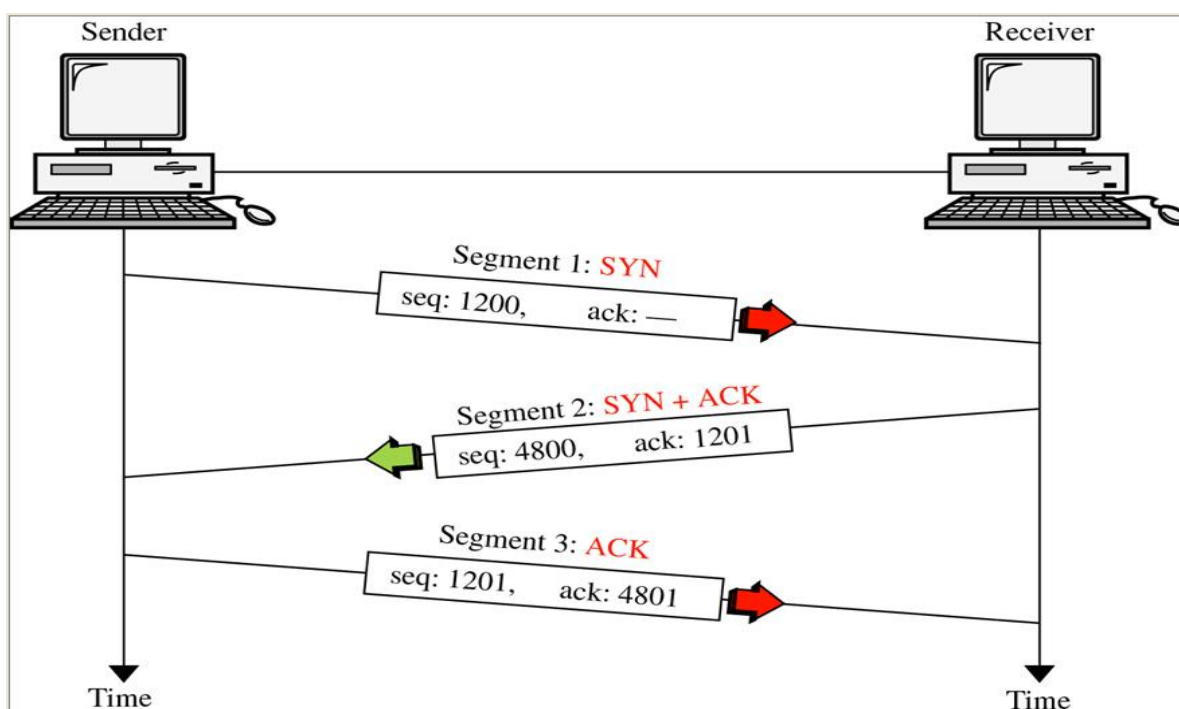 Sender
Receiver
Segment 1: SYN
seq: 1200, ack: —
Segment 2: SYN + ACK
seq: 4800, ack: 1201
Segment 3: ACK
seq: 1201, ack: 4801
Time
Time